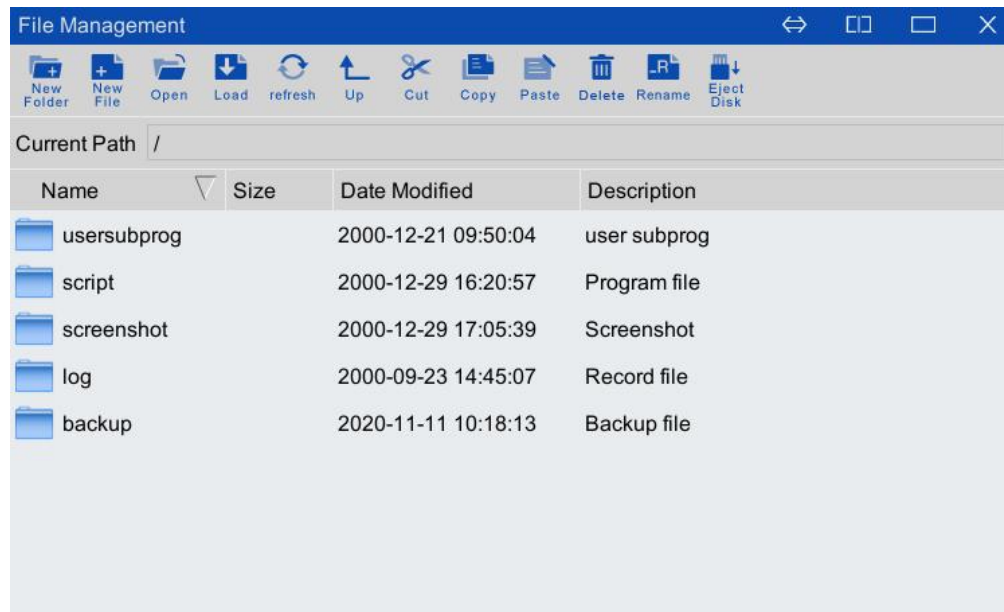 File Management
New Folder New File Open Load refresh Up Cut Copy Paste Delete -R Rename Eject Disk
Current Path /
Name Size Date Modified Description
usersubprog 2000-12-21 09:50:04 user subprog
script 2000-12-29 16:20:57 Program file
screenshot 2000-12-29 17:05:39 Screenshot
log 2000-09-23 14:45:07 Record file
backup 2020-11-11 10:18:13 Backup file